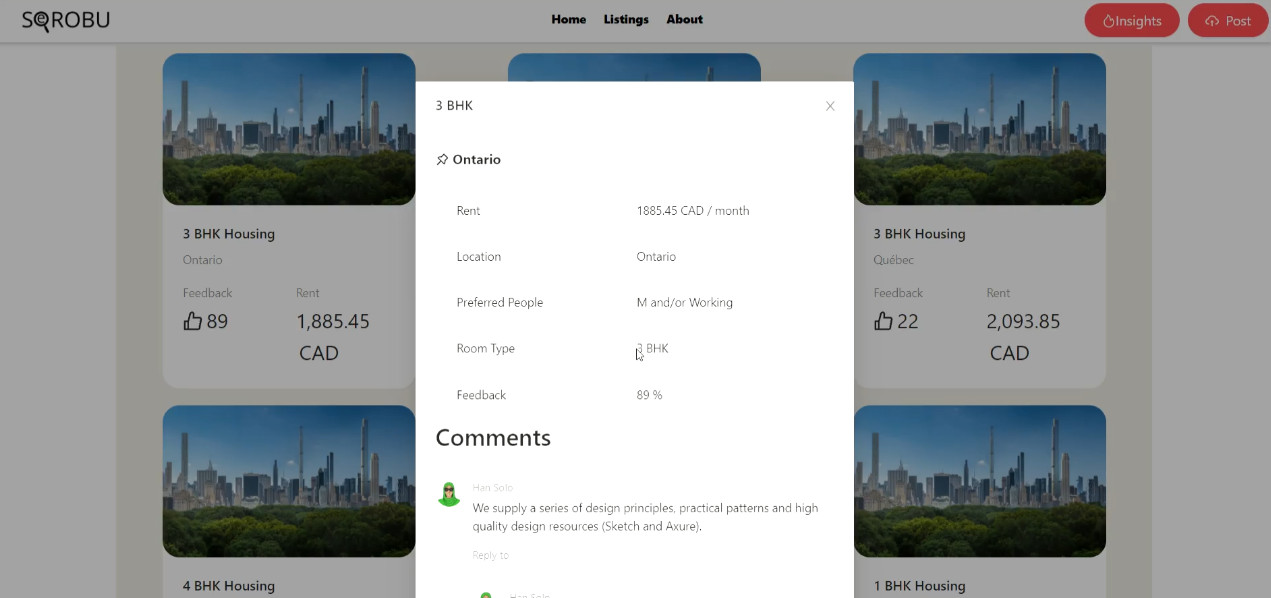 SEROBU
Home Listings About
Insights
Post
3 BHK
Ontario
Rent 1885.45 CAD / month
Location Ontario
Preferred People M and/or Working
Room Type 3 BHK
Feedback 89 %
Comments
Han Solo
We supply a series of design principles, practical patterns and high
quality design resources (Sketch and Axure).
Reply to
Han Solo
3 BHK Housing
Ontario
Feedback Rent
89 1,885.45
CAD
3 BHK Housing
Québec
Feedback Rent
22 2,093.85
CAD
4 BHK Housing
1 BHK Housing